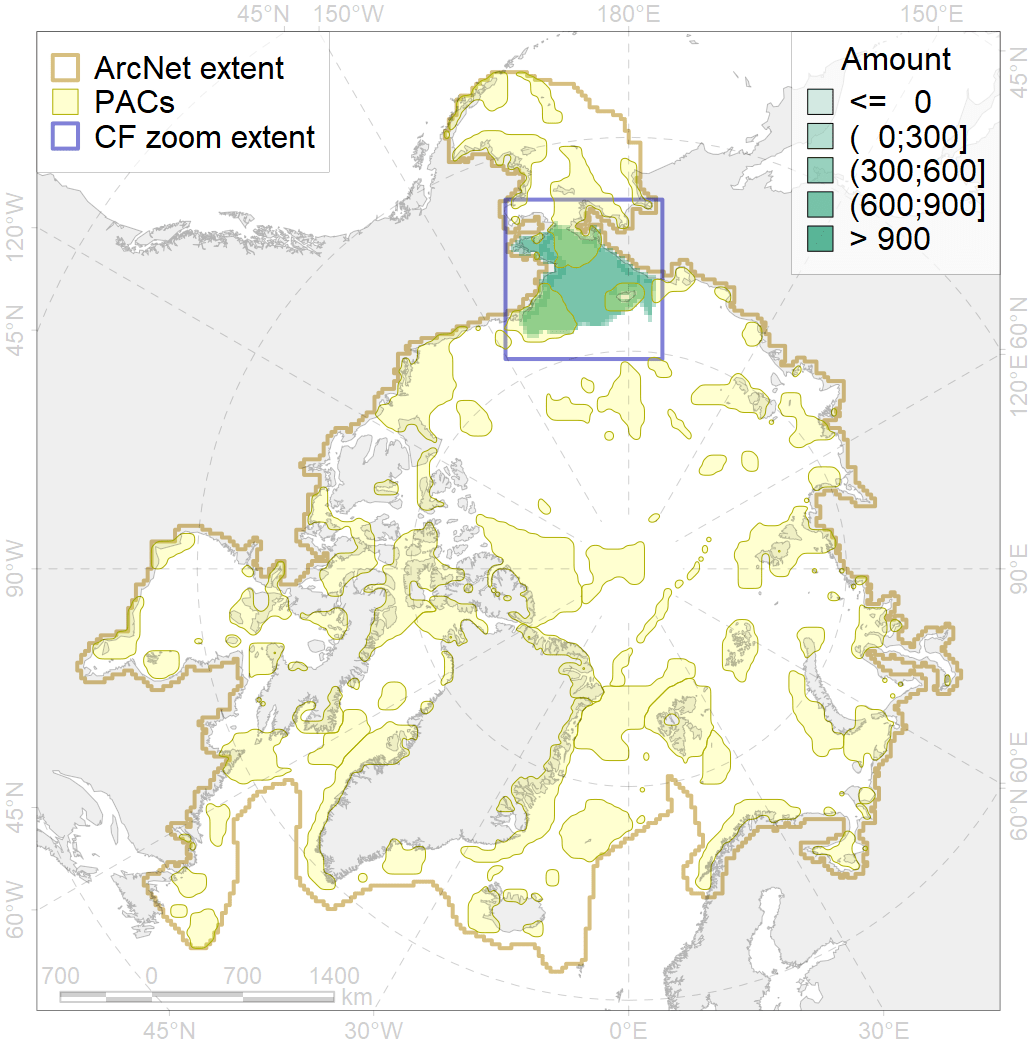 45°N 150°W 180°E 150°E
ArcNet extent
PACs
CF zoom extent
Amount
<= 0
( 0;300]
(300;600]
(600;900]
> 900
45°N
120°W
45°N
60°N
120°E
90°W
90°E
60°E
45°N
60°N
60°W
700 0 700 1400
km
45°N 30°W 0°E 30°E